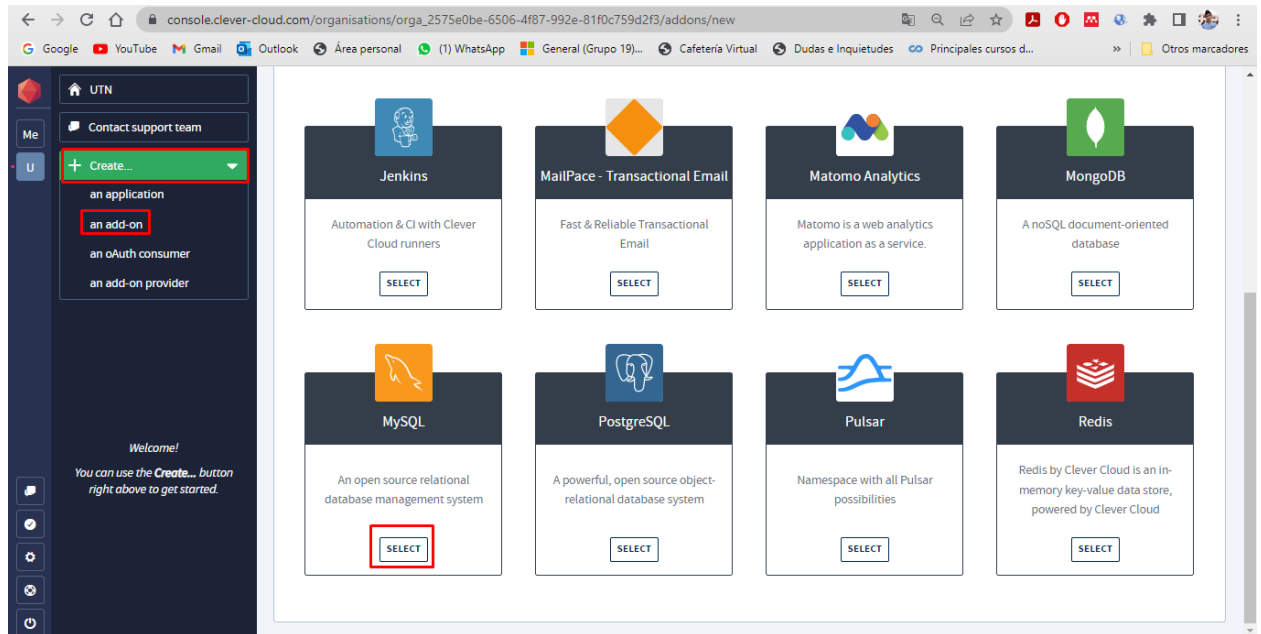 console.clever-cloud.com/organisations/orga_2575e0be-6506-4f87-992e-81f0c759d2f3/addons/new
Google YouTube Gmail Outlook Área personal (1) WhatsApp General (Grupo 19)... Cafetería Virtual Dudas e Inquietudes Principales cursos d... » Otros marcadores
UTN
Contact support team
Me
U
+ Create...
an application
an add-on
an oAuth consumer
an add-on provider
Welcome!
You can use the Create... button
right above to get started.
Jenkins
Automation & CI with Clever
Cloud runners
SELECT
MailPace - Transactional Email
Fast & Reliable Transactional
Email
SELECT
Matomo Analytics
Matomo is a web analytics
application as a service.
SELECT
MongoDB
A noSQL document-oriented
database
SELECT
MySQL
An open source relational
database management system
SELECT
PostgreSQL
A powerful, open source object-
relational database system
SELECT
Pulsar
Namespace with all Pulsar
possibilities
SELECT
Redis
Redis by Clever Cloud is an in-
memory key-value data store,
powered by Clever Cloud
SELECT